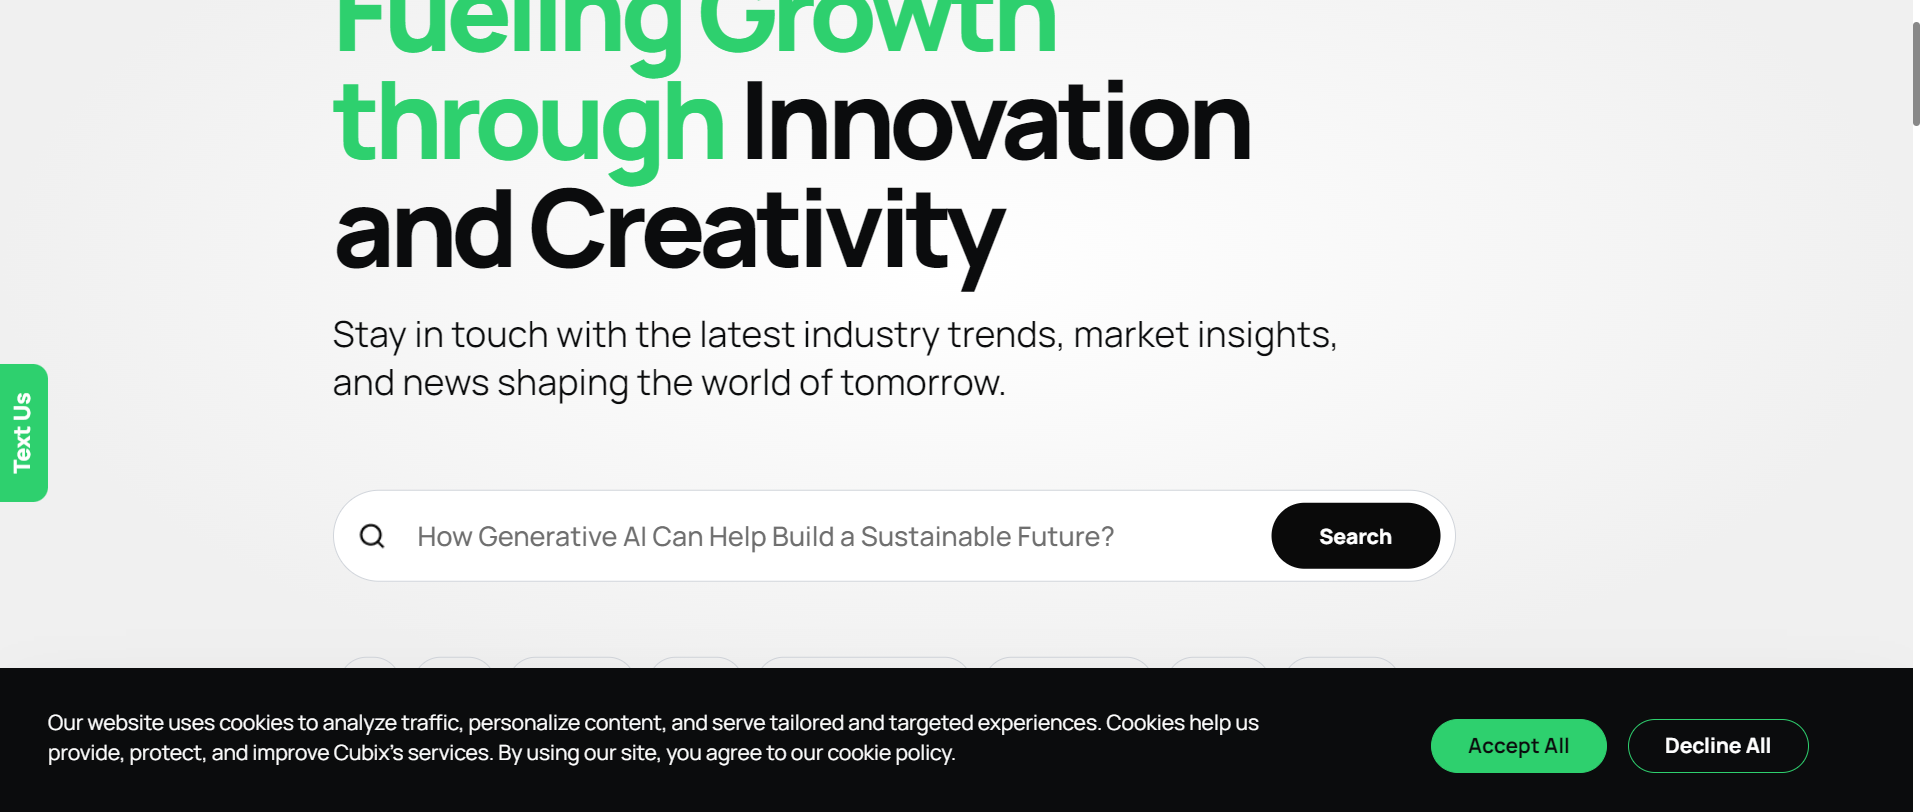 Fueling Growth
through Innovation
and Creativity
Stay in touch with the latest industry trends, market insights,
and news shaping the world of tomorrow.
Text Us
How Generative AI Can Help Build a Sustainable Future?
Search
Our website uses cookies to analyze traffic, personalize content, and serve tailored and targeted experiences. Cookies help us
provide, protect, and improve Cubix's services. By using our site, you agree to our cookie policy.
Accept All
Decline All